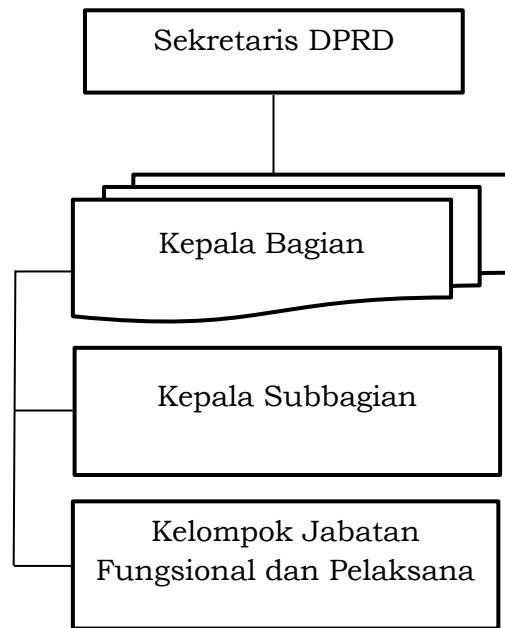 Sekretaris DPRD
Kepala Bagian
Kepala Subbagian
Kelompok Jabatan
Fungsional dan Pelaksana